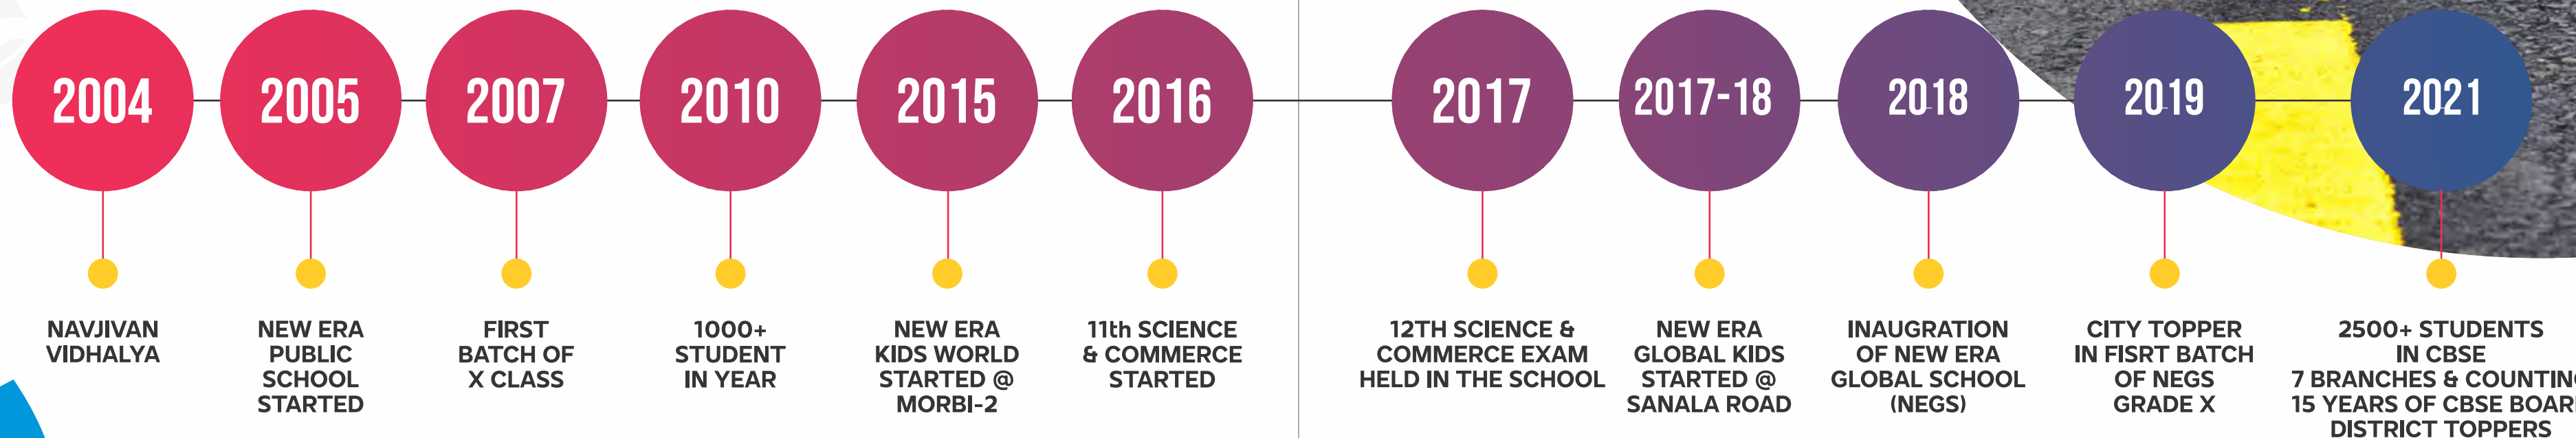 2004
2005
2007
2010
2015
2016
2017
2017-18
2018
2019
2021
NAVJIVAN
VIDHALYA
NEW ERA
PUBLIC
SCHOOL
STARTED
FIRST
BATCH OF
X CLASS
1000+
STUDENT
IN YEAR
NEW ERA
KIDS WORLD
STARTED @
MORBI-2
11th SCIENCE
& COMMERCE
STARTED
12TH SCIENCE &
COMMERCE EXAM
HELD IN THE SCHOOL
NEW ERA
GLOBAL KIDS
STARTED @
SANALA ROAD
INAUGRATION
OF NEW ERA
GLOBAL SCHOOL
(NEGS)
CITY TOPPER
IN FISRT BATCH
OF NEGS
GRADE X
2500+ STUDENTS
IN CBSE
7 BRANCHES & COUNTING
15 YEARS OF CBSE BOARD
DISTRICT TOPPERS